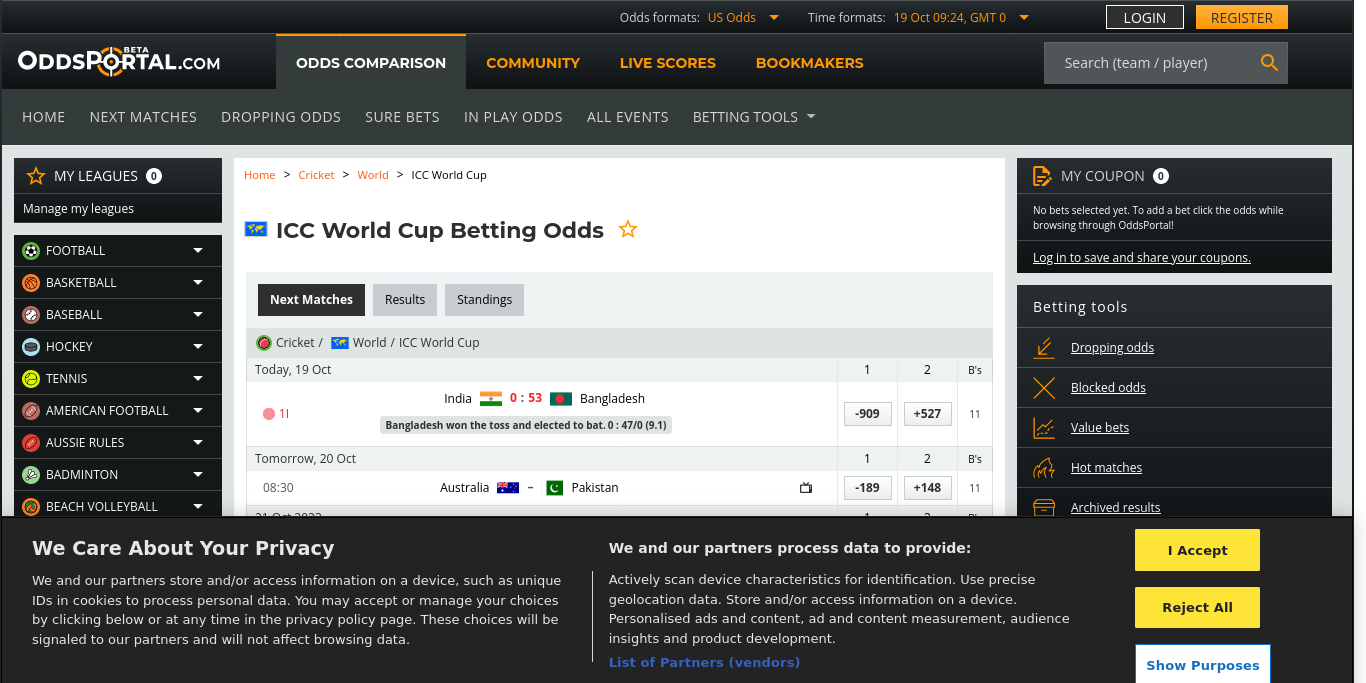 Odds formats: US Odds Time formats: 19 Oct 09:24, GMT 0 LOGIN REGISTER
ODDSPORTAL.COM BETA ODDS COMPARISON COMMUNITY LIVE SCORES BOOKMAKERS Search (team / player)
HOME NEXT MATCHES DROPPING ODDS SURE BETS IN PLAY ODDS ALL EVENTS BETTING TOOLS
MY LEAGUES 0
Manage my leagues
FOOTBALL
BASKETBALL
BASEBALL
HOCKEY
TENNIS
AMERICAN FOOTBALL
AUSSIE RULES
BADMINTON
BEACH VOLLEYBALL
Home > Cricket > World > ICC World Cup
ICC World Cup Betting Odds
Next Matches Results Standings
Cricket / World / ICC World Cup
Today, 19 Oct 1 2 B's
India 0 : 53 Bangladesh
1I -909 +527 11
Bangladesh won the toss and elected to bat. 0 : 47/0 (9.1)
Tomorrow, 20 Oct 1 2 B's
08:30 Australia – Pakistan -189 +148 11
21 Oct 2023 1 2 B's
MY COUPON 0
No bets selected yet. To add a bet click the odds while
browsing through OddsPortal!
Log in to save and share your coupons.
Betting tools
Dropping odds
Blocked odds
Value bets
Hot matches
Archived results
We Care About Your Privacy
We and our partners store and/or access information on a device, such as unique
IDs in cookies to process personal data. You may accept or manage your choices
by clicking below or at any time in the privacy policy page. These choices will be
signaled to our partners and will not affect browsing data.
We and our partners process data to provide:
Actively scan device characteristics for identification. Use precise
geolocation data. Store and/or access information on a device.
Personalised ads and content, ad and content measurement, audience
insights and product development.
List of Partners (vendors)
I Accept
Reject All
Show Purposes